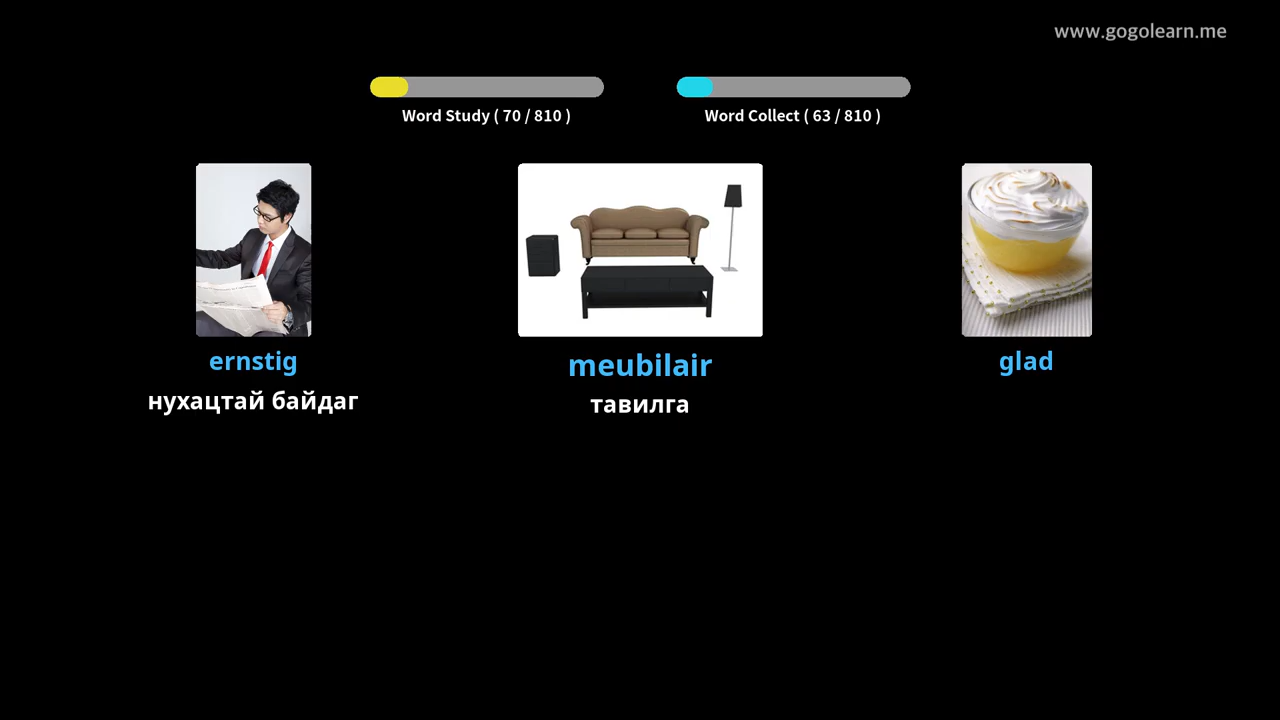 www.gogolearn.me
Word Study ( 70 / 810 )
Word Collect ( 63 / 810 )
ernstig
meubilair
glad
нухацтай байдаг
тавилга